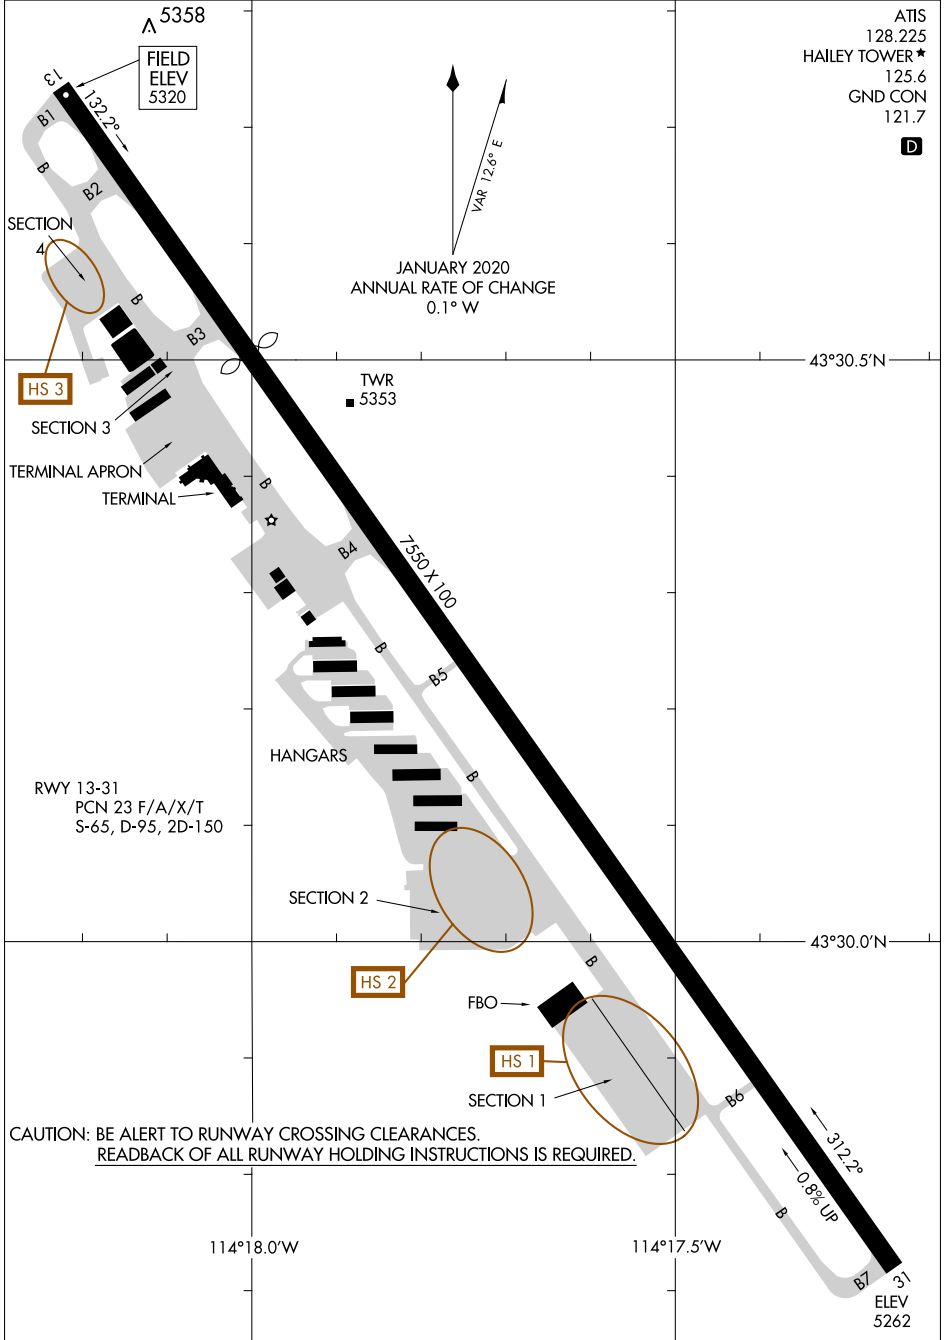 5358
FIELD
ELEV
5320
ATIS
128.225
HAILEY TOWER★
125.6
GND CON
121.7
D
13
132.2°
B1
B
B2
VAR 12.6° E
SECTION
4
JANUARY 2020
ANNUAL RATE OF CHANGE
0.1° W
B
B3
43°30.5'N
HS 3
TWR
5353
SECTION 3
TERMINAL APRON
TERMINAL
B
B4
7550 X 100
B
B5
HANGARS
B
RWY 13-31
PCN 23 F/A/X/T
S-65, D-95, 2D-150
SECTION 2
43°30.0'N
B
HS 2
FBO
HS 1
SECTION 1
B6
CAUTION: BE ALERT TO RUNWAY CROSSING CLEARANCES.
READBACK OF ALL RUNWAY HOLDING INSTRUCTIONS IS REQUIRED.
312.2°
0.8% UP
B
114°18.0'W
114°17.5'W
B7
31
ELEV
5262